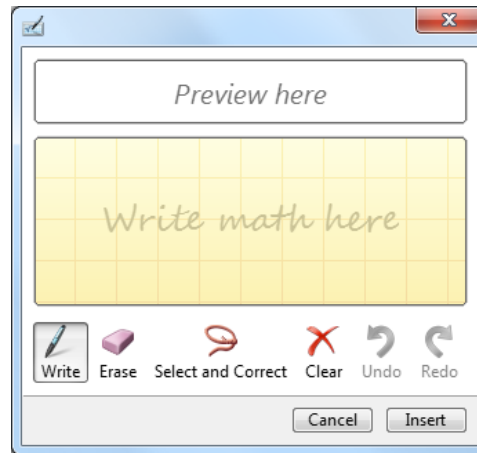 Preview here
Write math here
Write Erase Select and Correct Clear Undo Redo
Cancel Insert